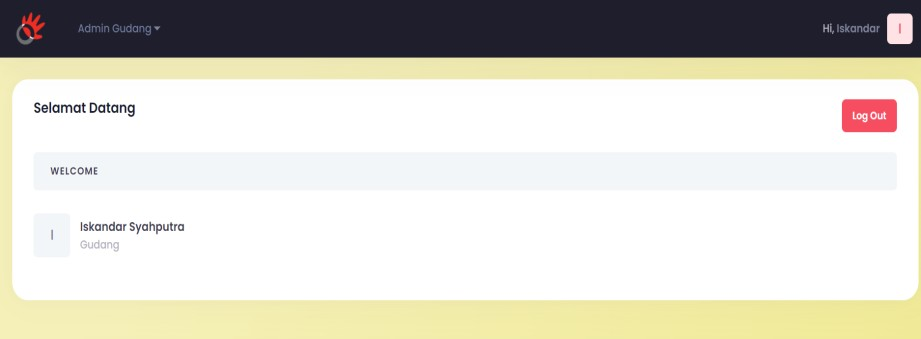 Admin Gudang
Hi, Iskandar
I
Selamat Datang
Log Out
WELCOME
I
Iskandar Syahputra
Gudang